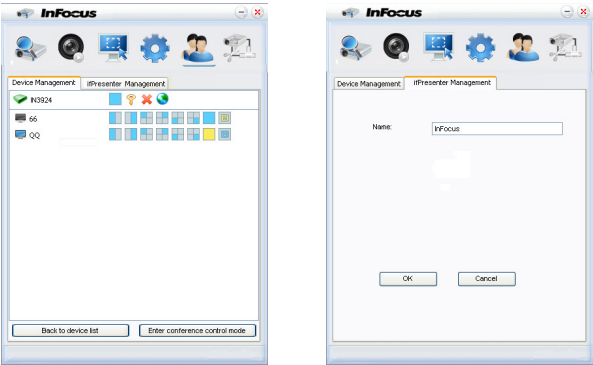 InFocus
Device Management ifPresenter Management
IN3924
66
QQ
Back to device list Enter conference control mode
InFocus
Device Management ifPresenter Management
Name: InFocus
OK Cancel